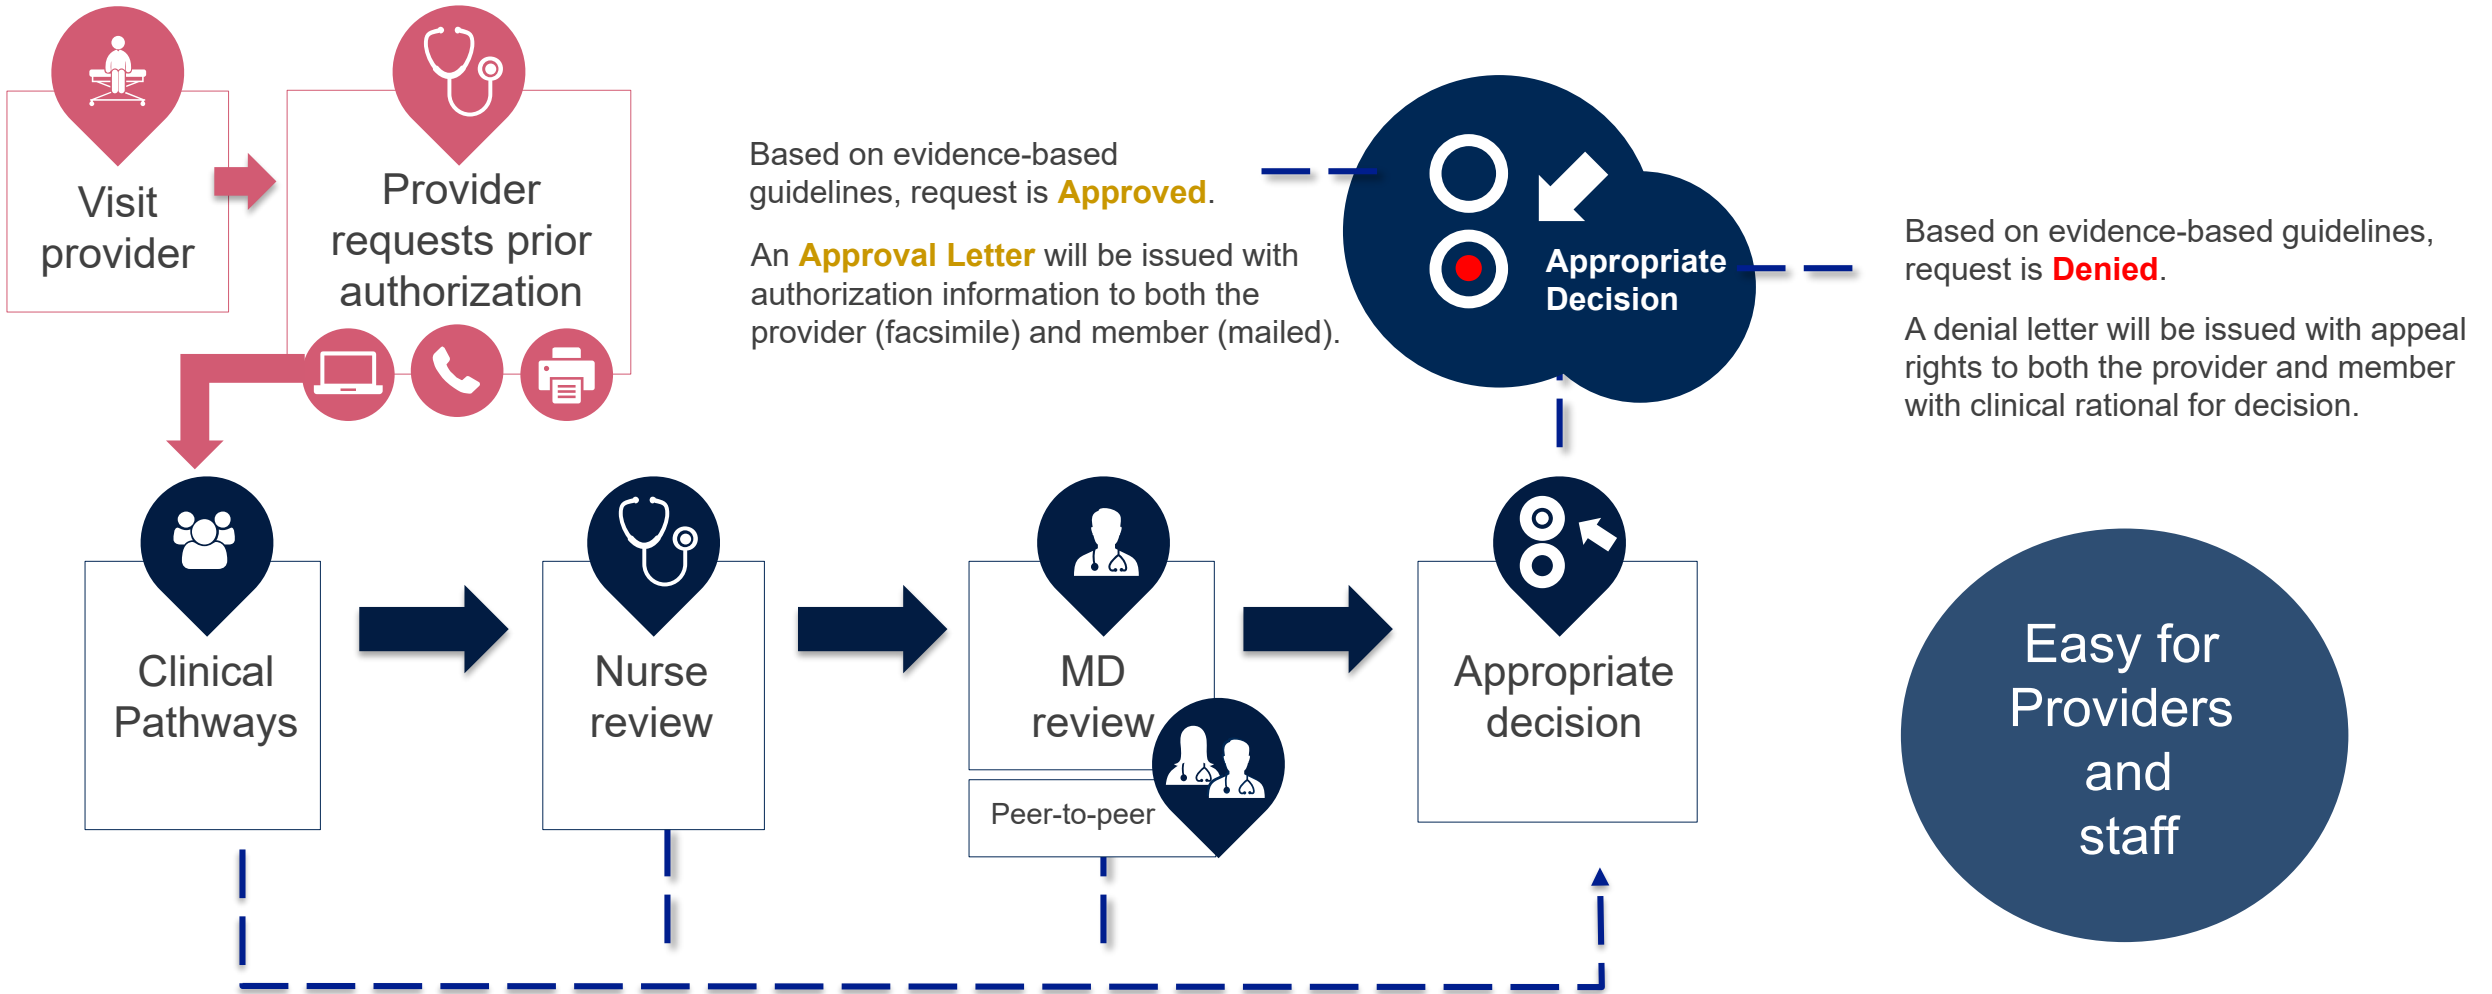 Visit
provider
Provider
requests prior
authorization
Based on evidence-based
guidelines, request is Approved.
An Approval Letter will be issued with
authorization information to both the
provider (facsimile) and member (mailed).
Appropriate
Decision
Based on evidence-based guidelines,
request is Denied.
A denial letter will be issued with appeal
rights to both the provider and member
with clinical rational for decision.
Clinical
Pathways
Nurse
review
MD
review
Peer-to-peer
Appropriate
decision
Easy for
Providers
and
staff